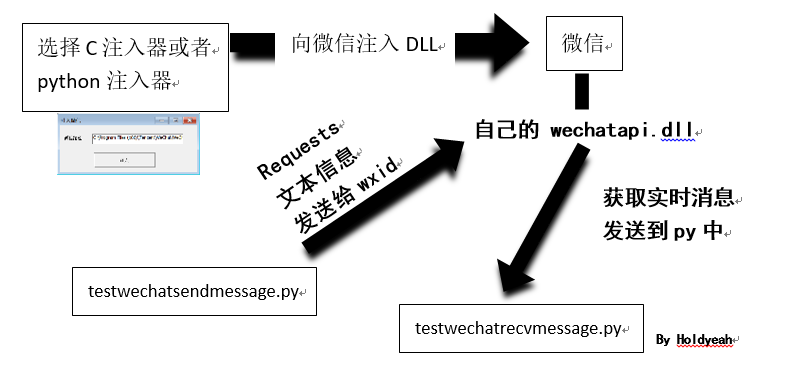 选择 C 注入器或者
python 注入器
向微信注入 DLL
微信
自己的 wechatapi.dll
Requests
文本信息
发送给 wxid
获取实时消息
发送到 py 中
testwechatsendmessage.py
testwechatrecvmessage.py
By Holdyeah